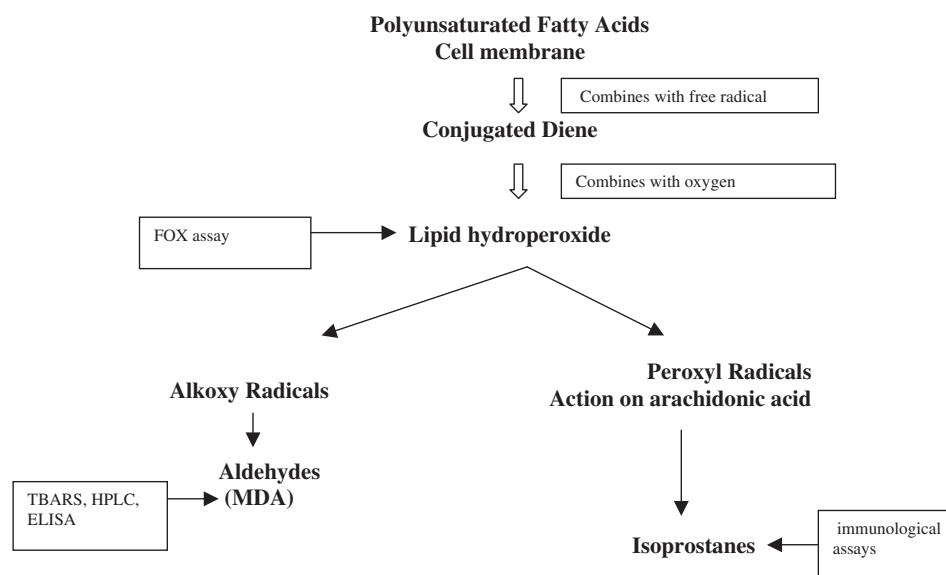 Polyunsaturated Fatty Acids
Cell membrane
Combines with free radical
Conjugated Diene
Combines with oxygen
FOX assay
Lipid hydroperoxide
Alkoxy Radicals
Peroxyl Radicals
Action on arachidonic acid
Aldehydes
(MDA)
TBARS, HPLC,
ELISA
Isoprostanes
immunological
assays